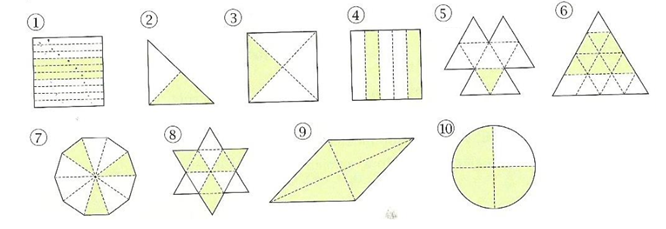 ① ② ③ ④ ⑤ ⑥
⑦ ⑧ ⑨ ⑩